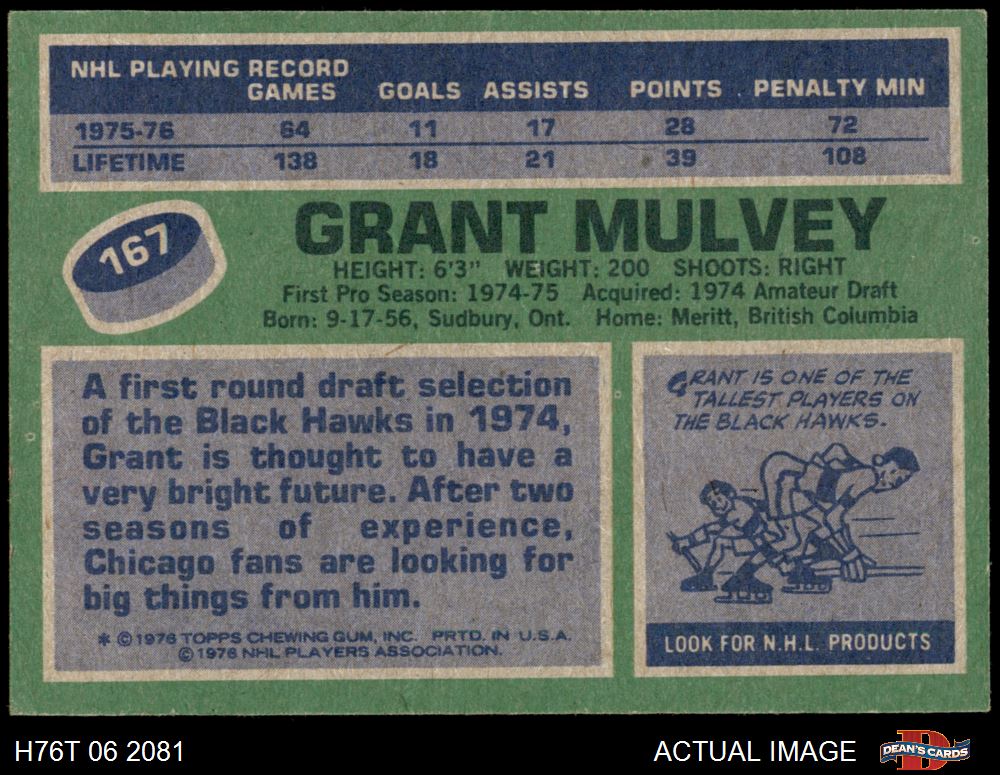 NHL PLAYING RECORD
GAMES GOALS ASSISTS POINTS PENALTY MIN
1975-76 64 11 17 28 72
LIFETIME 138 18 21 39 108
167
GRANT MULVEY
HEIGHT: 6'3" WEIGHT: 200 SHOOTS: RIGHT
First Pro Season: 1974-75 Acquired: 1974 Amateur Draft
Born: 9-17-56, Sudbury, Ont. Home: Meritt, British Columbia
A first round draft selection
of the Black Hawks in 1974,
Grant is thought to have a
very bright future. After two
seasons of experience,
Chicago fans are looking for
big things from him.
* © 1976 TOPPS CHEWING GUM, INC. PRTD. IN U.S.A.
© 1976 NHL PLAYERS ASSOCIATION.
GRANT IS ONE OF THE
TALLEST PLAYERS ON
THE BLACK HAWKS.
LOOK FOR N.H.L. PRODUCTS
H76T 06 2081
ACTUAL IMAGE
D
DEAN'S CARDS